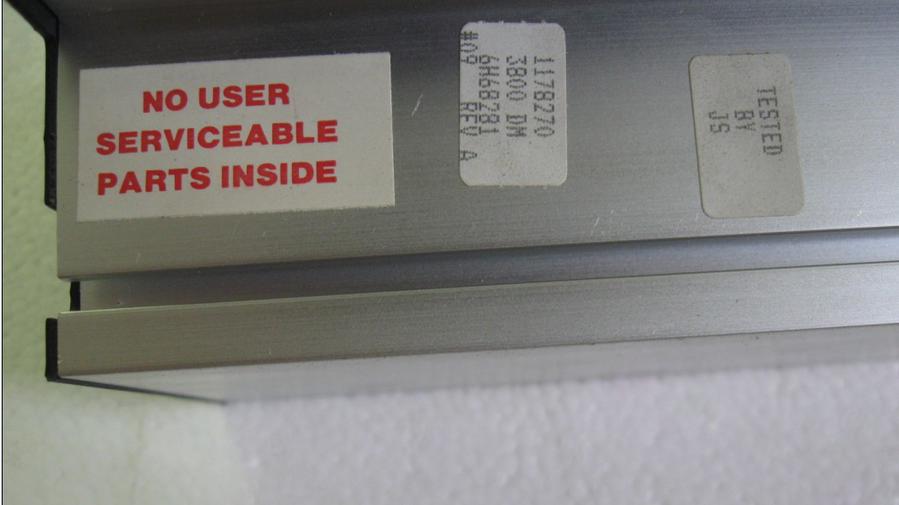 NO USER
SERVICEABLE
PARTS INSIDE
1178270
3800 DM
6H68281
#09 REV A
TESTED
BY
JS